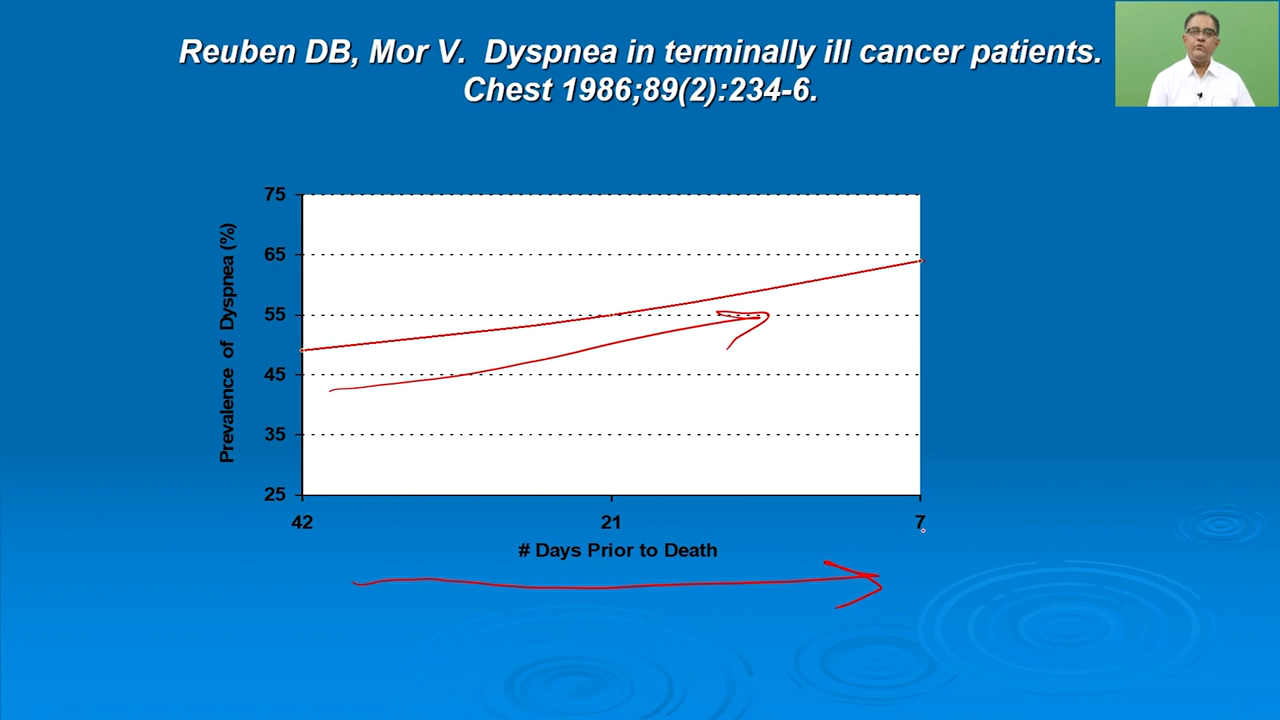 Reuben DB, Mor V. Dyspnea in terminally ill cancer patients.
Chest 1986;89(2):234-6.
75
65
55
45
35
25
Prevalence of Dyspnea (%)
42 21 7
# Days Prior to Death